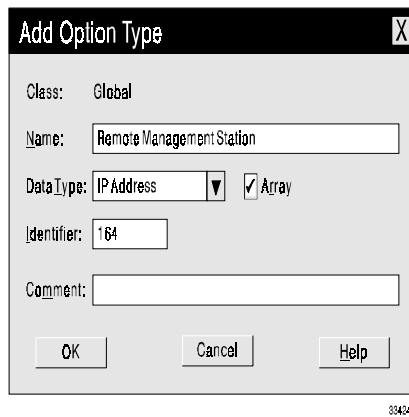 Add Option Type X
Class: Global
Name: Remote Management Station
Data Type: IP Address Array
Identifier: 164
Comment:
OK Cancel Help
33424